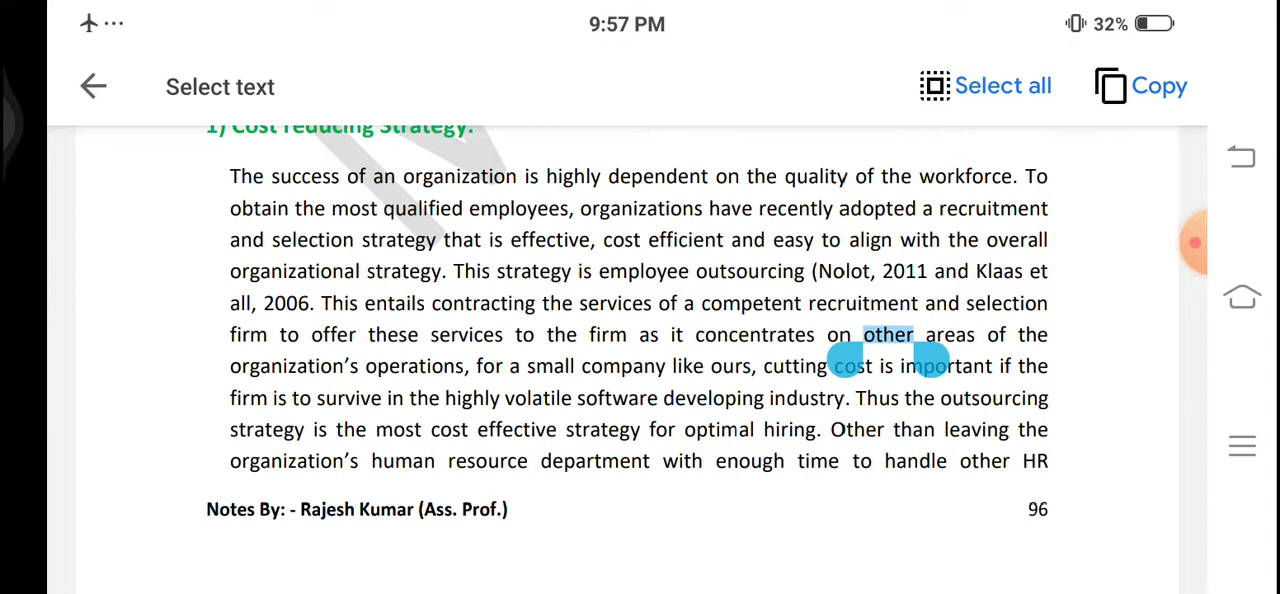 9:57 PM
32%
Select text
Select all
Copy
1) Cost reducing Strategy:
The success of an organization is highly dependent on the quality of the workforce. To
obtain the most qualified employees, organizations have recently adopted a recruitment
and selection strategy that is effective, cost efficient and easy to align with the overall
organizational strategy. This strategy is employee outsourcing (Nolot, 2011 and Klaas et
all, 2006. This entails contracting the services of a competent recruitment and selection
firm to offer these services to the firm as it concentrates on other areas of the
organization’s operations, for a small company like ours, cutting cost is important if the
firm is to survive in the highly volatile software developing industry. Thus the outsourcing
strategy is the most cost effective strategy for optimal hiring. Other than leaving the
organization’s human resource department with enough time to handle other HR
Notes By: - Rajesh Kumar (Ass. Prof.)
96